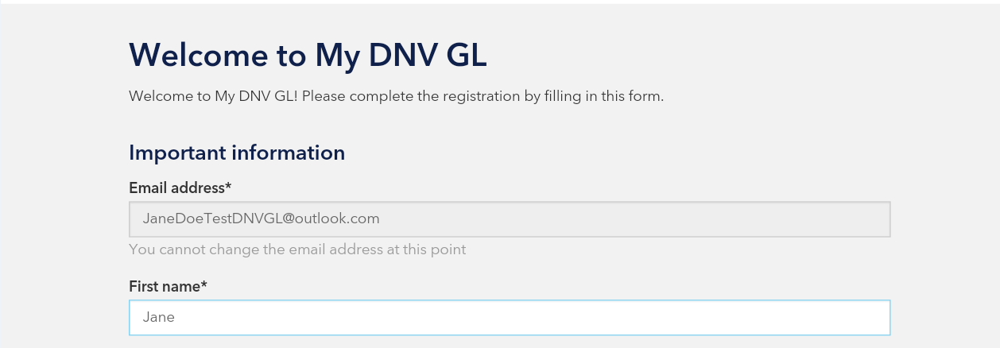 Welcome to My DNV GL
Welcome to My DNV GL! Please complete the registration by filling in this form.
Important information
Email address*
JaneDoeTestDNVGL@outlook.com
You cannot change the email address at this point
First name*
Jane